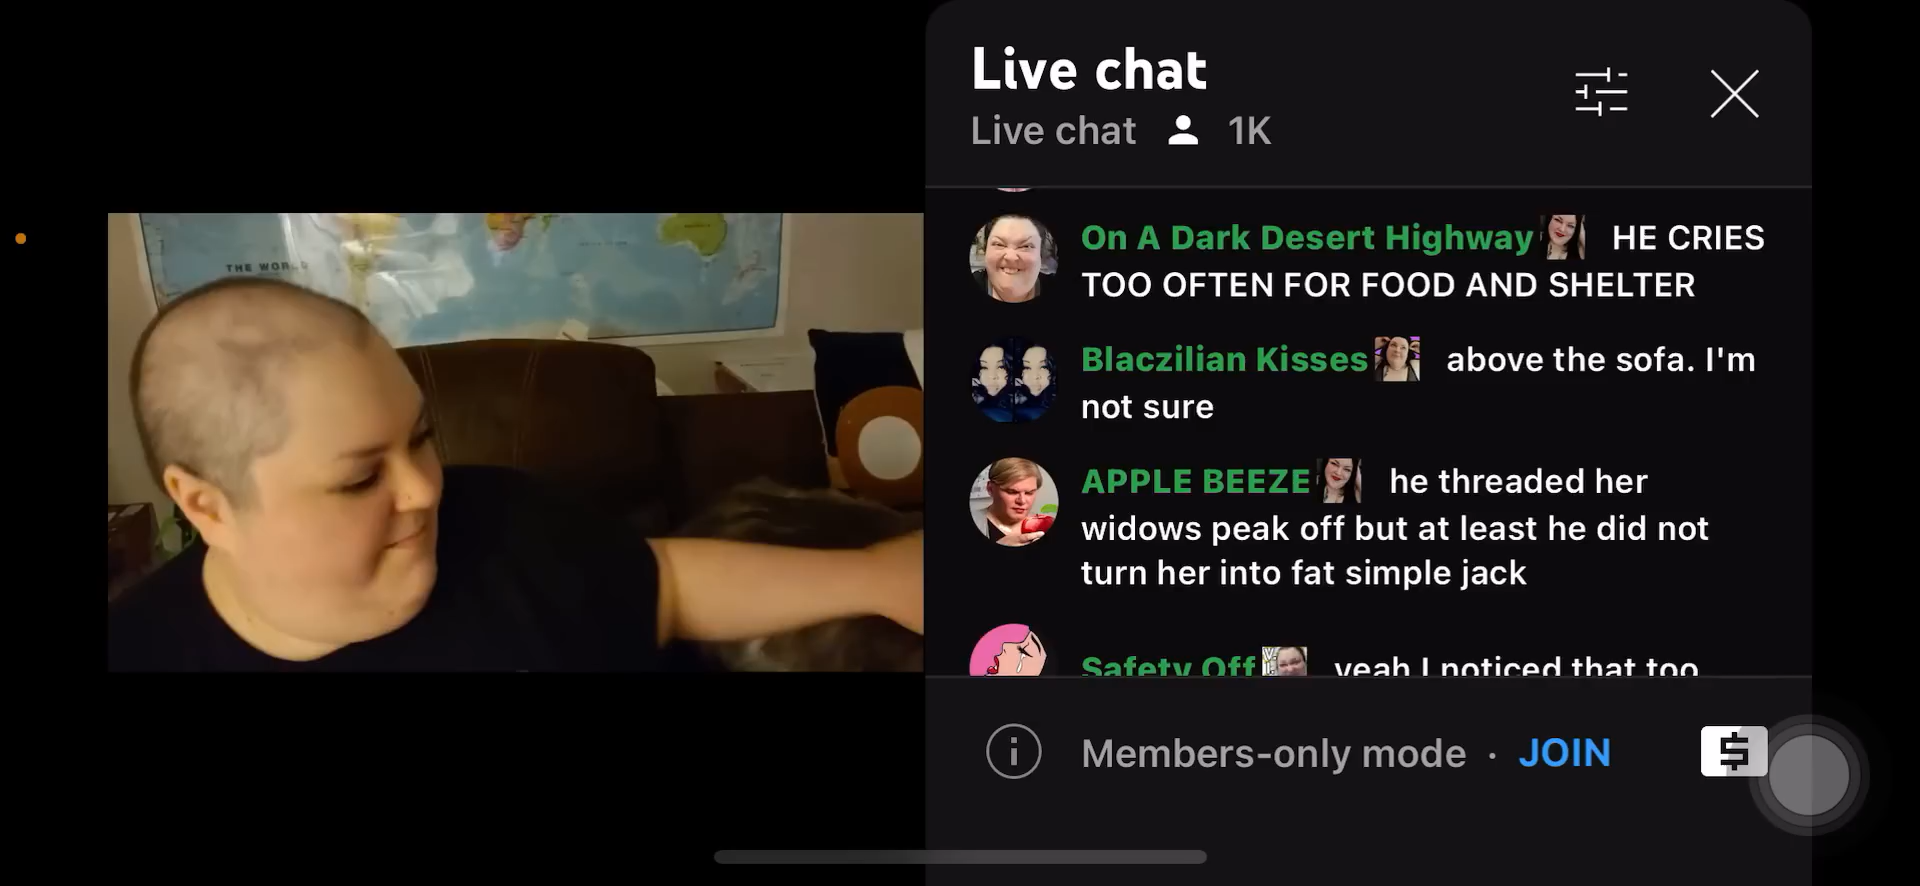 Live chat
Live chat 1K
THE WORLD
On A Dark Desert Highway HE CRIES
TOO OFTEN FOR FOOD AND SHELTER
Blaczilian Kisses above the sofa. I'm
not sure
APPLE BEEZE he threaded her
widows peak off but at least he did not
turn her into fat simple jack
Safety Off yeah I noticed that too
Members-only mode · JOIN
$